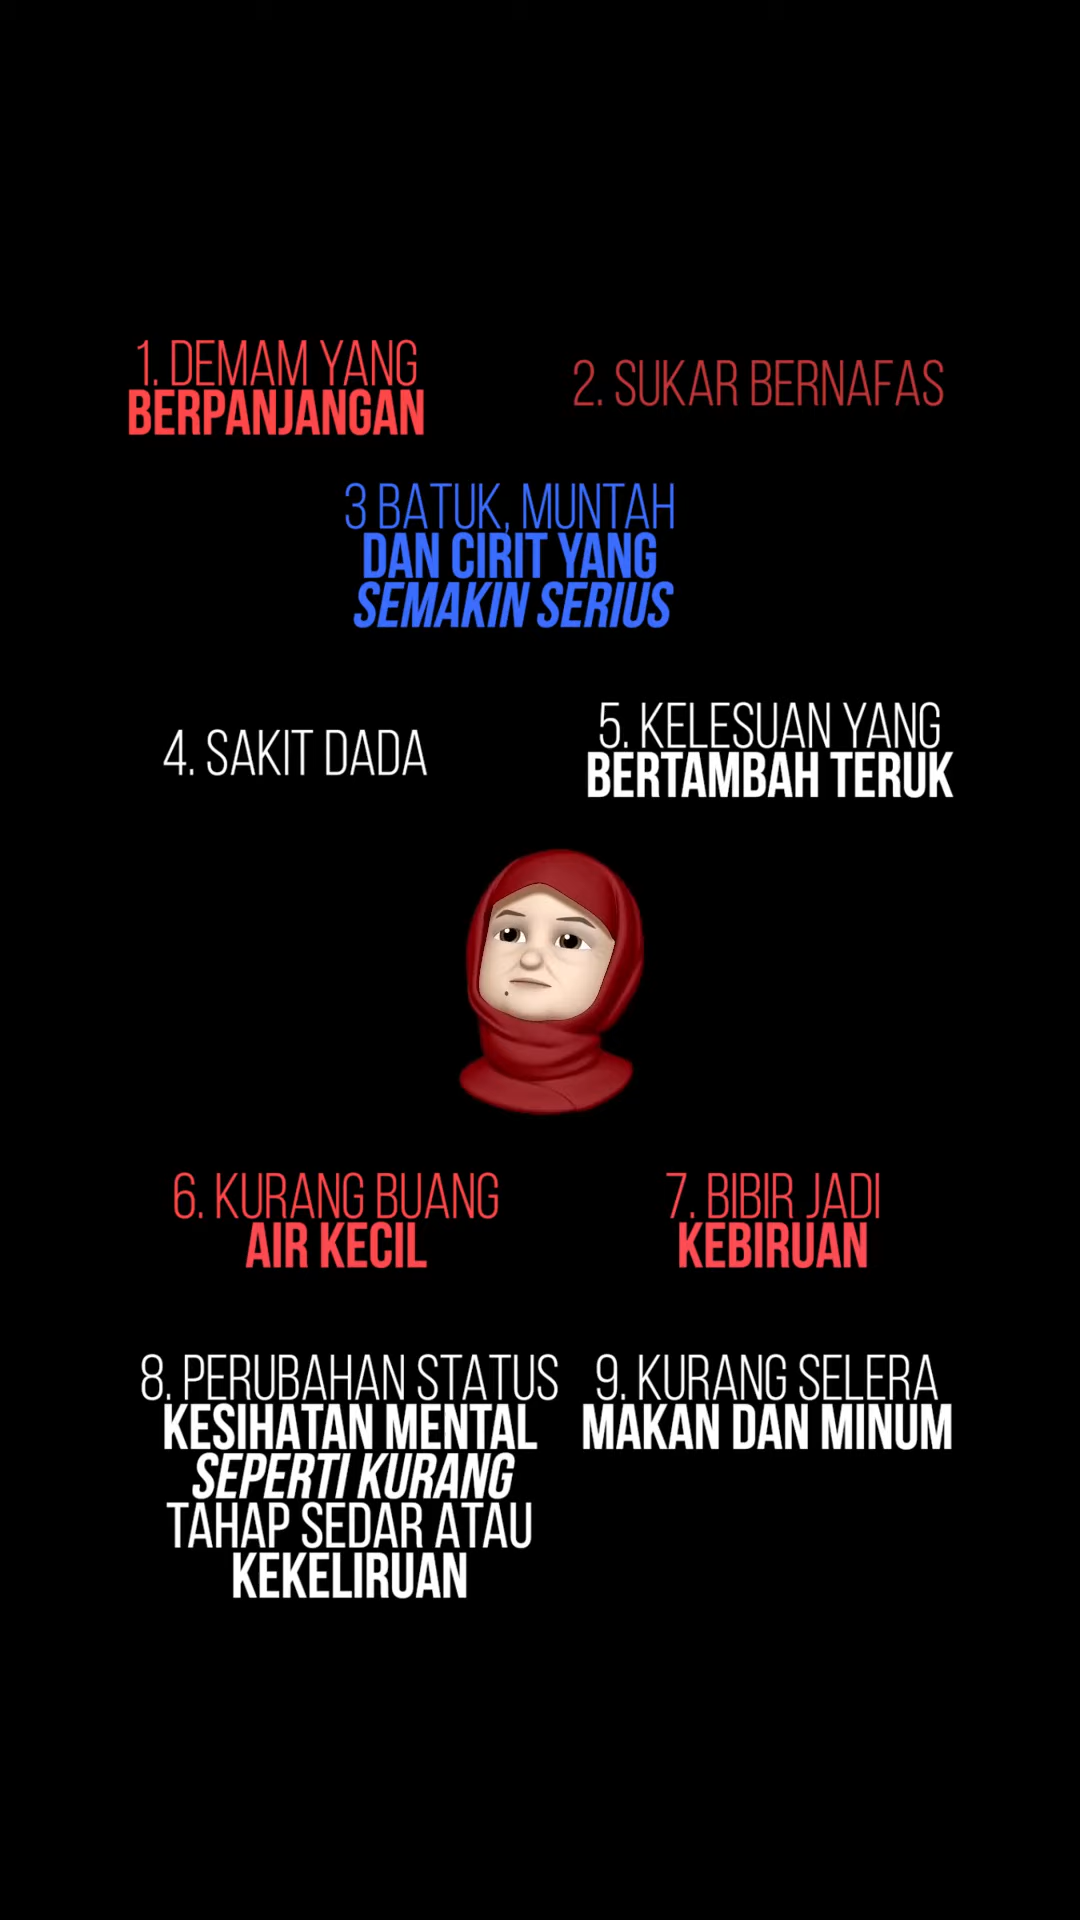 1. DEMAM YANG
BERPANJANGAN
2. SUKAR BERNAFAS
3 BATUK, MUNTAH
DAN CIRIT YANG
SEMAKIN SERIUS
4. SAKIT DADA
5. KELESUAN YANG
BERTAMBAH TERUK
6. KURANG BUANG
AIR KECIL
7. BIBIR JADI
KEBIRUAN
8. PERUBAHAN STATUS
KESIHATAN MENTAL
SEPERTI KURANG
TAHAP SEDAR ATAU
KEKELIRUAN
9. KURANG SELERA
MAKAN DAN MINUM